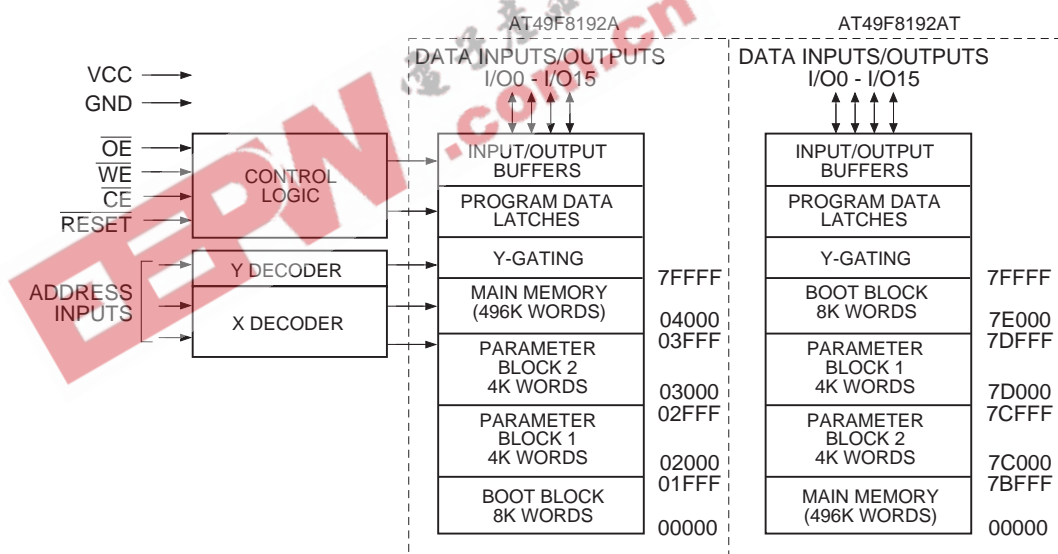 AT49F8192A
AT49F8192AT
DATA INPUTS/OUTPUTS
I/O0 - I/O15
DATA INPUTS/OUTPUTS
I/O0 - I/O15
VCC
GND
OE
WE
CE
RESET
CONTROL
LOGIC
ADDRESS
INPUTS
Y DECODER
X DECODER
INPUT/OUTPUT
BUFFERS
PROGRAM DATA
LATCHES
Y-GATING
7FFFF
MAIN MEMORY
(496K WORDS)
04000
03FFF
PARAMETER
BLOCK 2
4K WORDS
03000
02FFF
PARAMETER
BLOCK 1
4K WORDS
02000
01FFF
BOOT BLOCK
8K WORDS
00000
INPUT/OUTPUT
BUFFERS
PROGRAM DATA
LATCHES
Y-GATING
7FFFF
BOOT BLOCK
8K WORDS
7E000
7DFFF
PARAMETER
BLOCK 1
4K WORDS
7D000
7CFFF
PARAMETER
BLOCK 2
4K WORDS
7C000
7BFFF
MAIN MEMORY
(496K WORDS)
00000
EEPW
.com.cn